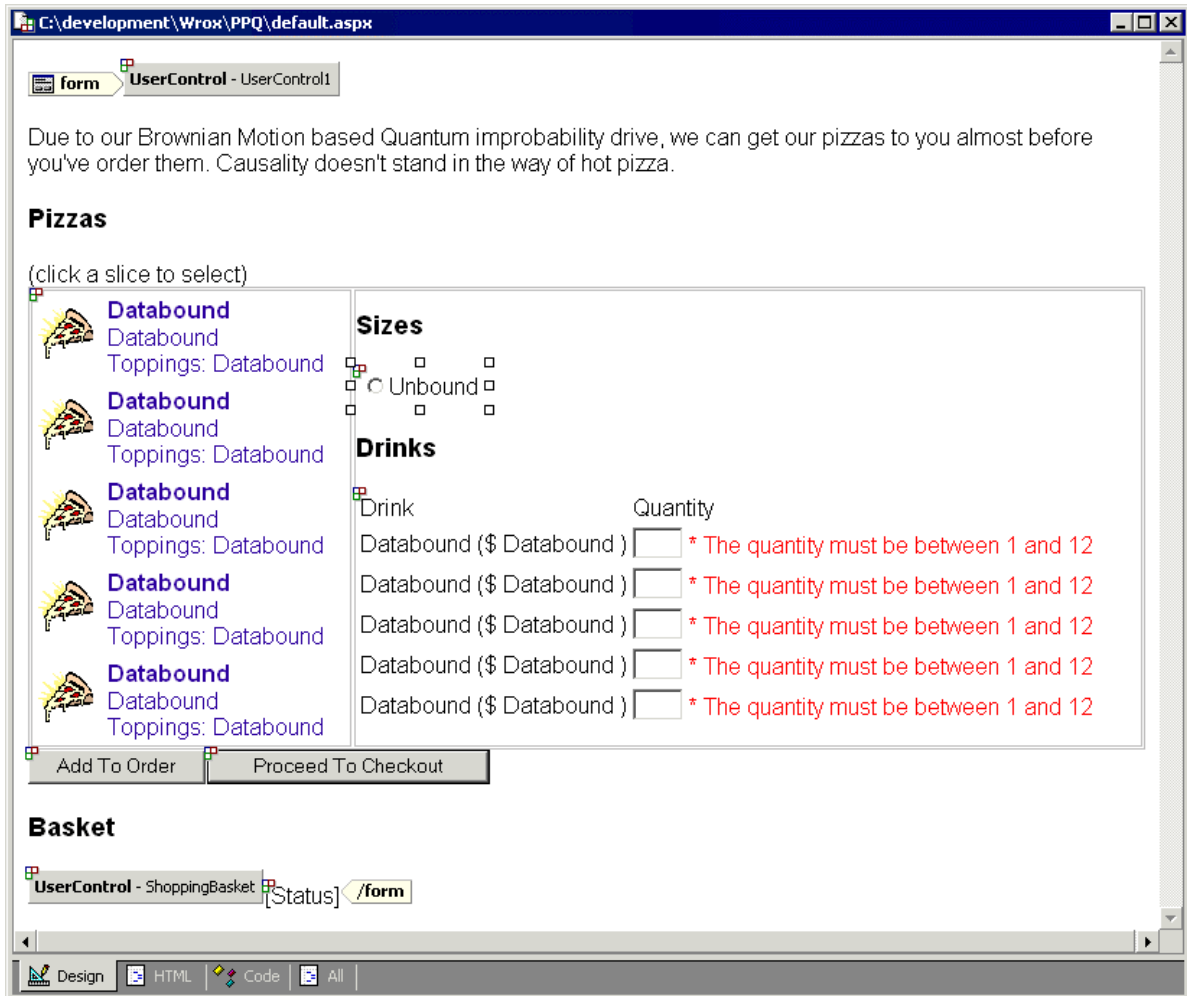 C:\development\Wrox\PPQ\default.aspx
form UserControl - UserControl1
Due to our Brownian Motion based Quantum improbability drive, we can get our pizzas to you almost before
you've order them. Causality doesn't stand in the way of hot pizza.
Pizzas
(click a slice to select)
Databound
Databound
Toppings: Databound
Databound
Databound
Toppings: Databound
Databound
Databound
Toppings: Databound
Databound
Databound
Toppings: Databound
Databound
Databound
Toppings: Databound
Sizes
Unbound
Drinks
Drink Quantity
Databound ($ Databound ) * The quantity must be between 1 and 12
Databound ($ Databound ) * The quantity must be between 1 and 12
Databound ($ Databound ) * The quantity must be between 1 and 12
Databound ($ Databound ) * The quantity must be between 1 and 12
Databound ($ Databound ) * The quantity must be between 1 and 12
Add To Order Proceed To Checkout
Basket
UserControl - ShoppingBasket [Status] /form
Design HTML Code All